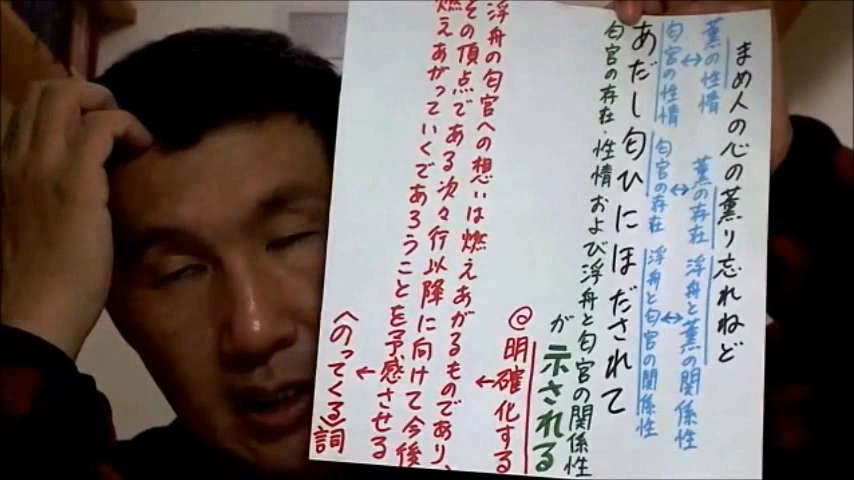 まめ人の心の薫り忘れねど
薫の性情 薫の存在 浮舟と薫の関係性
↔ ↔ ↔
匂宮の性情 匂宮の存在 浮舟と匂宮の関係性
あだし匂ひにほだされて
匂宮の存在・性情および浮舟と匂宮の関係性
が示される
@明確化する
←
浮舟の匂宮への想いは燃えあがるものであり、
その頂点である次々行以降に向けて今後
燃えあがっていくであろうことを予感させる
←
へのってくる詞